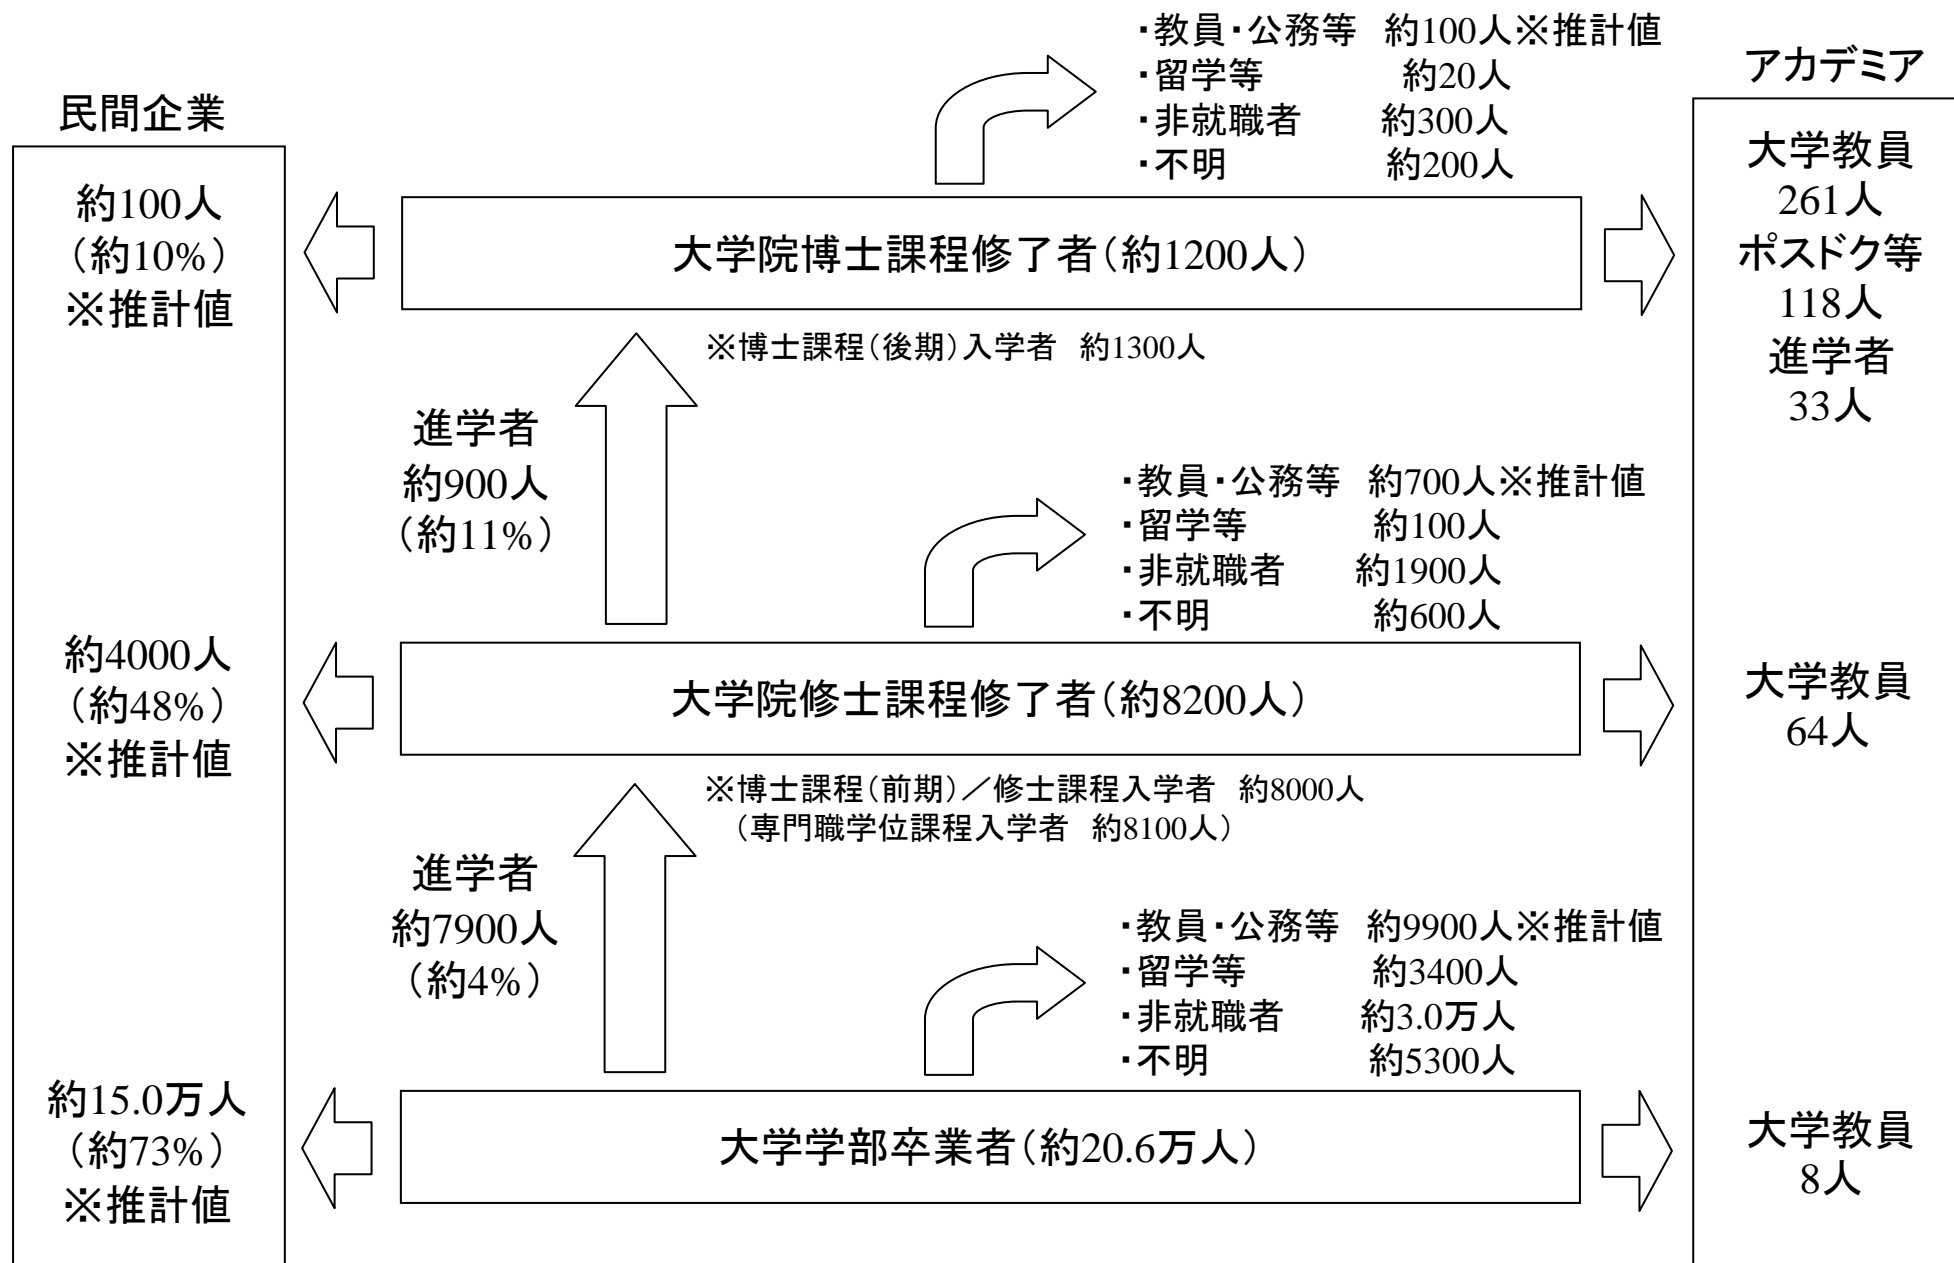 ・教員・公務等　約100人※推計値
・留学等　約20人
・非就職者　約300人
・不明　約200人
アカデミア
民間企業
大学教員
261人
ポスドク等
118人
進学者
33人
約100人
（約10%）
※推計値
大学院博士課程修了者（約1200人）
※博士課程（後期）入学者　約1300人
進学者
約900人
（約11%）
・教員・公務等　約700人※推計値
・留学等　約100人
・非就職者　約1900人
・不明　約600人
約4000人
（約48%）
※推計値
大学院修士課程修了者（約8200人）
大学教員
64人
※博士課程（前期）／修士課程入学者　約8000人
（専門職学位課程入学者　約8100人）
進学者
約7900人
（約4%）
・教員・公務等　約9900人※推計値
・留学等　約3400人
・非就職者　約3.0万人
・不明　約5300人
約15.0万人
（約73%）
※推計値
大学学部卒業者（約20.6万人）
大学教員
8人